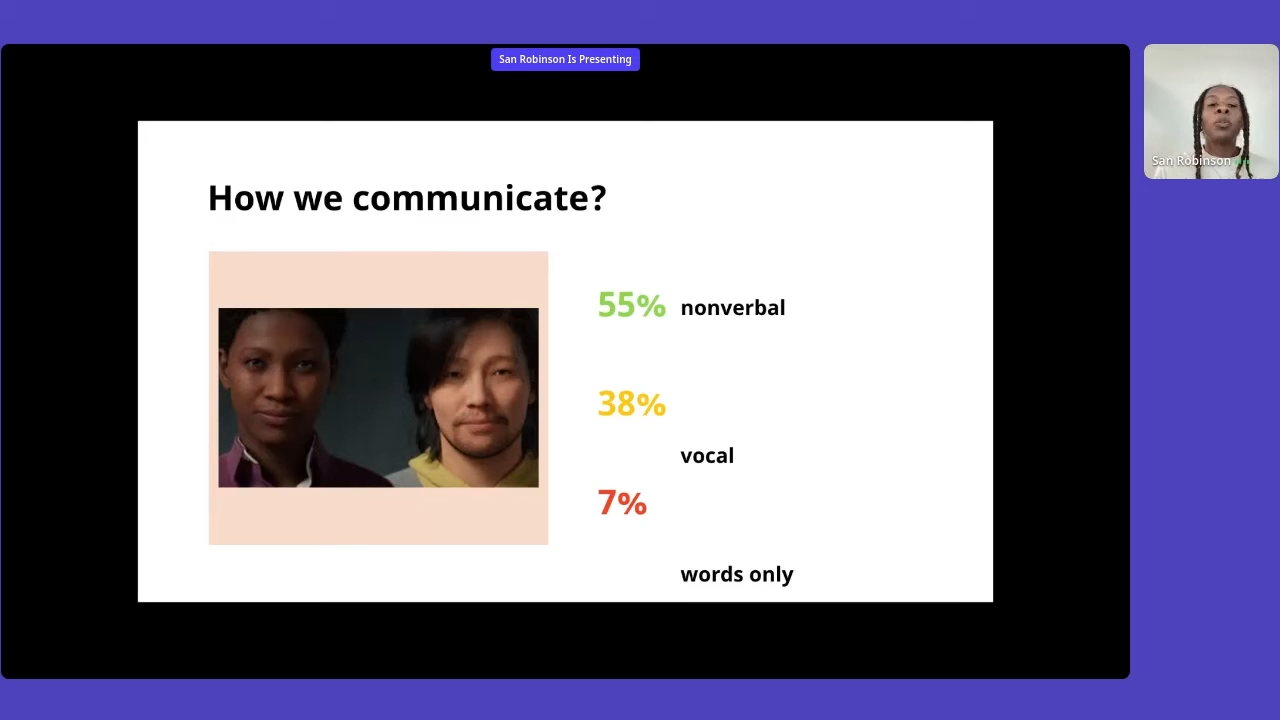 San Robinson Is Presenting
San Robinson
How we communicate?
55% nonverbal
38%
vocal
7%
words only